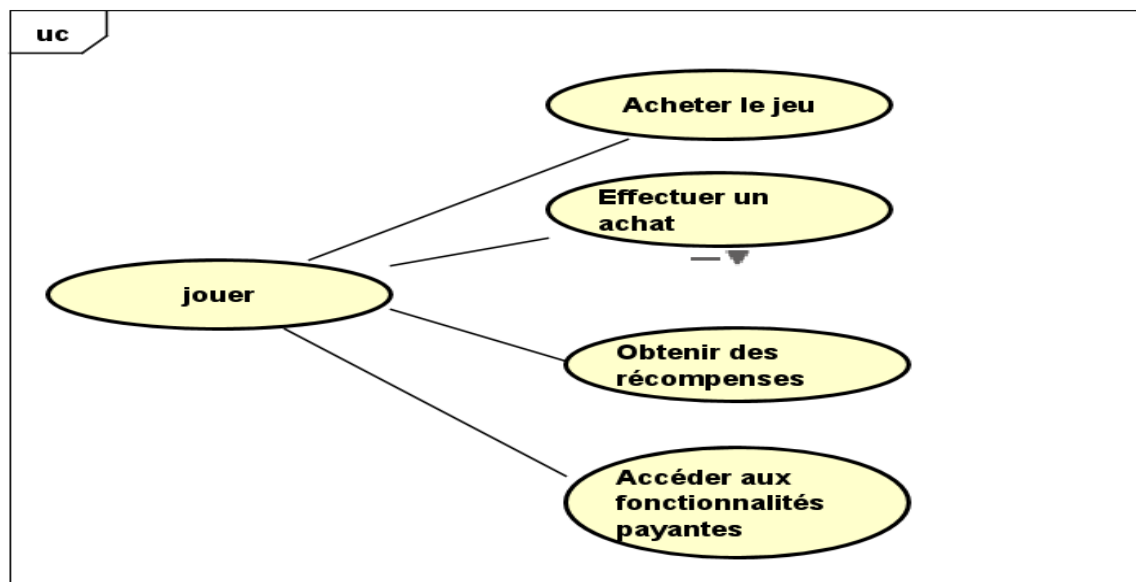 uc
Acheter le jeu
Effectuer un
achat
jouer
Obtenir des
récompenses
Accéder aux
fonctionnalités
payantes